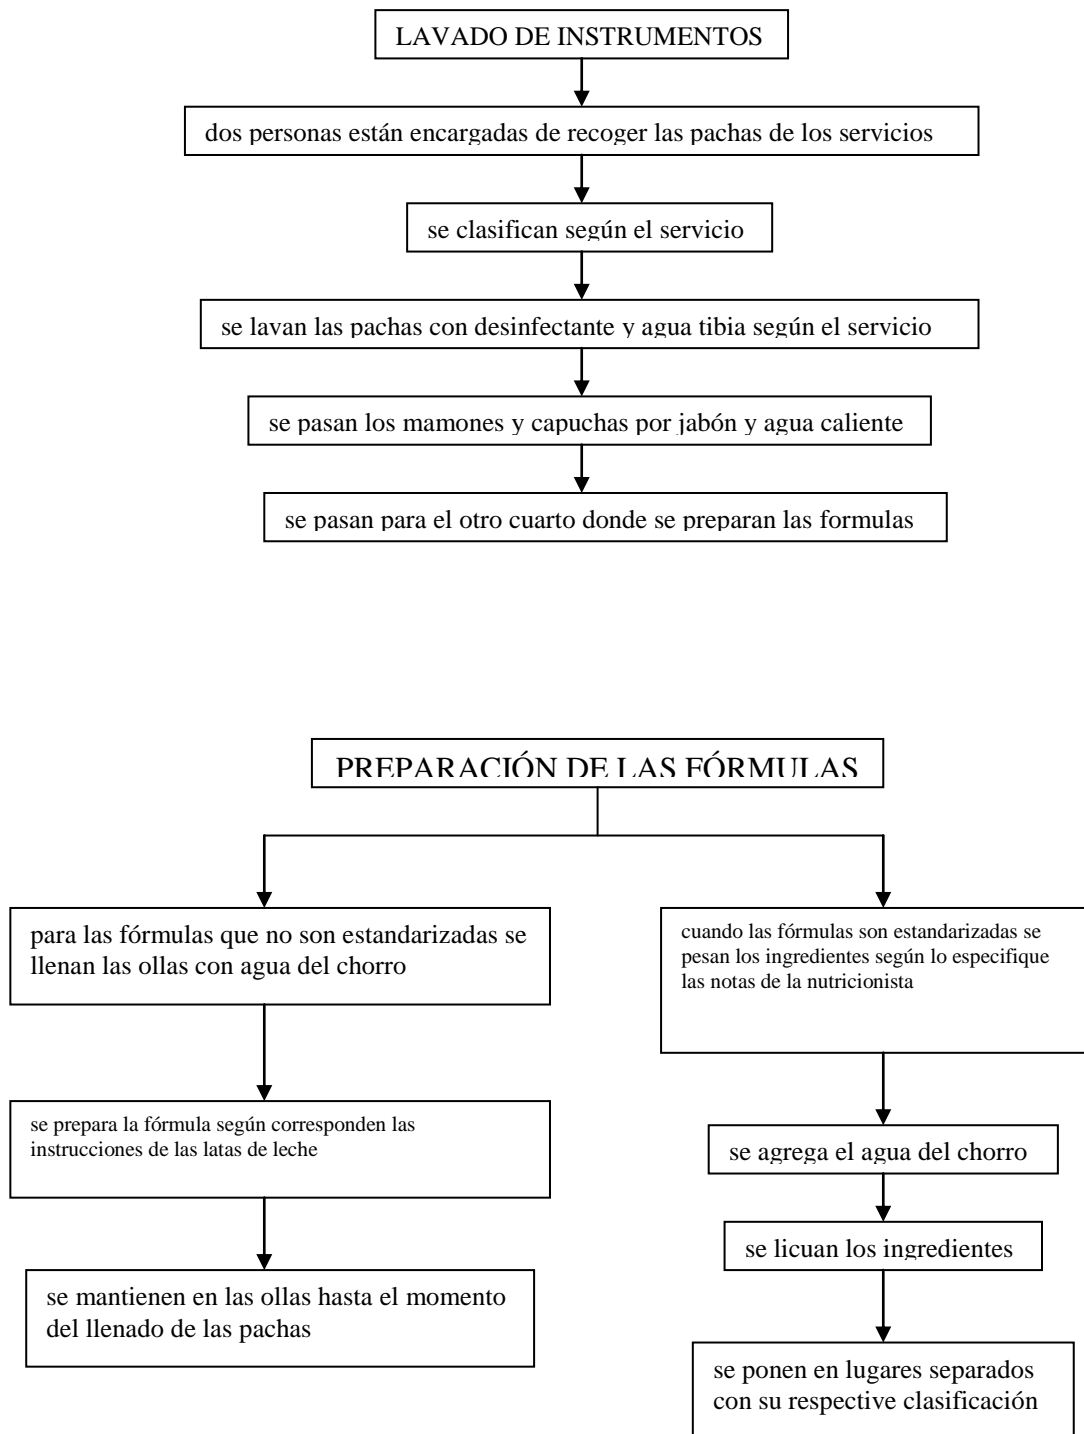 LAVADO DE INSTRUMENTOS
dos personas están encargadas de recoger las pachas de los servicios
se clasifican según el servicio
se lavan las pachas con desinfectante y agua tibia según el servicio
se pasan los mamones y capuchas por jabón y agua caliente
se pasan para el otro cuarto donde se preparan las formulas
PREPARACIÓN DE LAS FÓRMULAS
para las fórmulas que no son estandarizadas se
llenan las ollas con agua del chorro
se prepara la fórmula según corresponden las
instrucciones de las latas de leche
se mantienen en las ollas hasta el momento
del llenado de las pachas
cuando las fórmulas son estandarizadas se
pesan los ingredientes según lo especifique
las notas de la nutricionista
se agrega el agua del chorro
se licuan los ingredientes
se ponen en lugares separados
con su respective clasificación